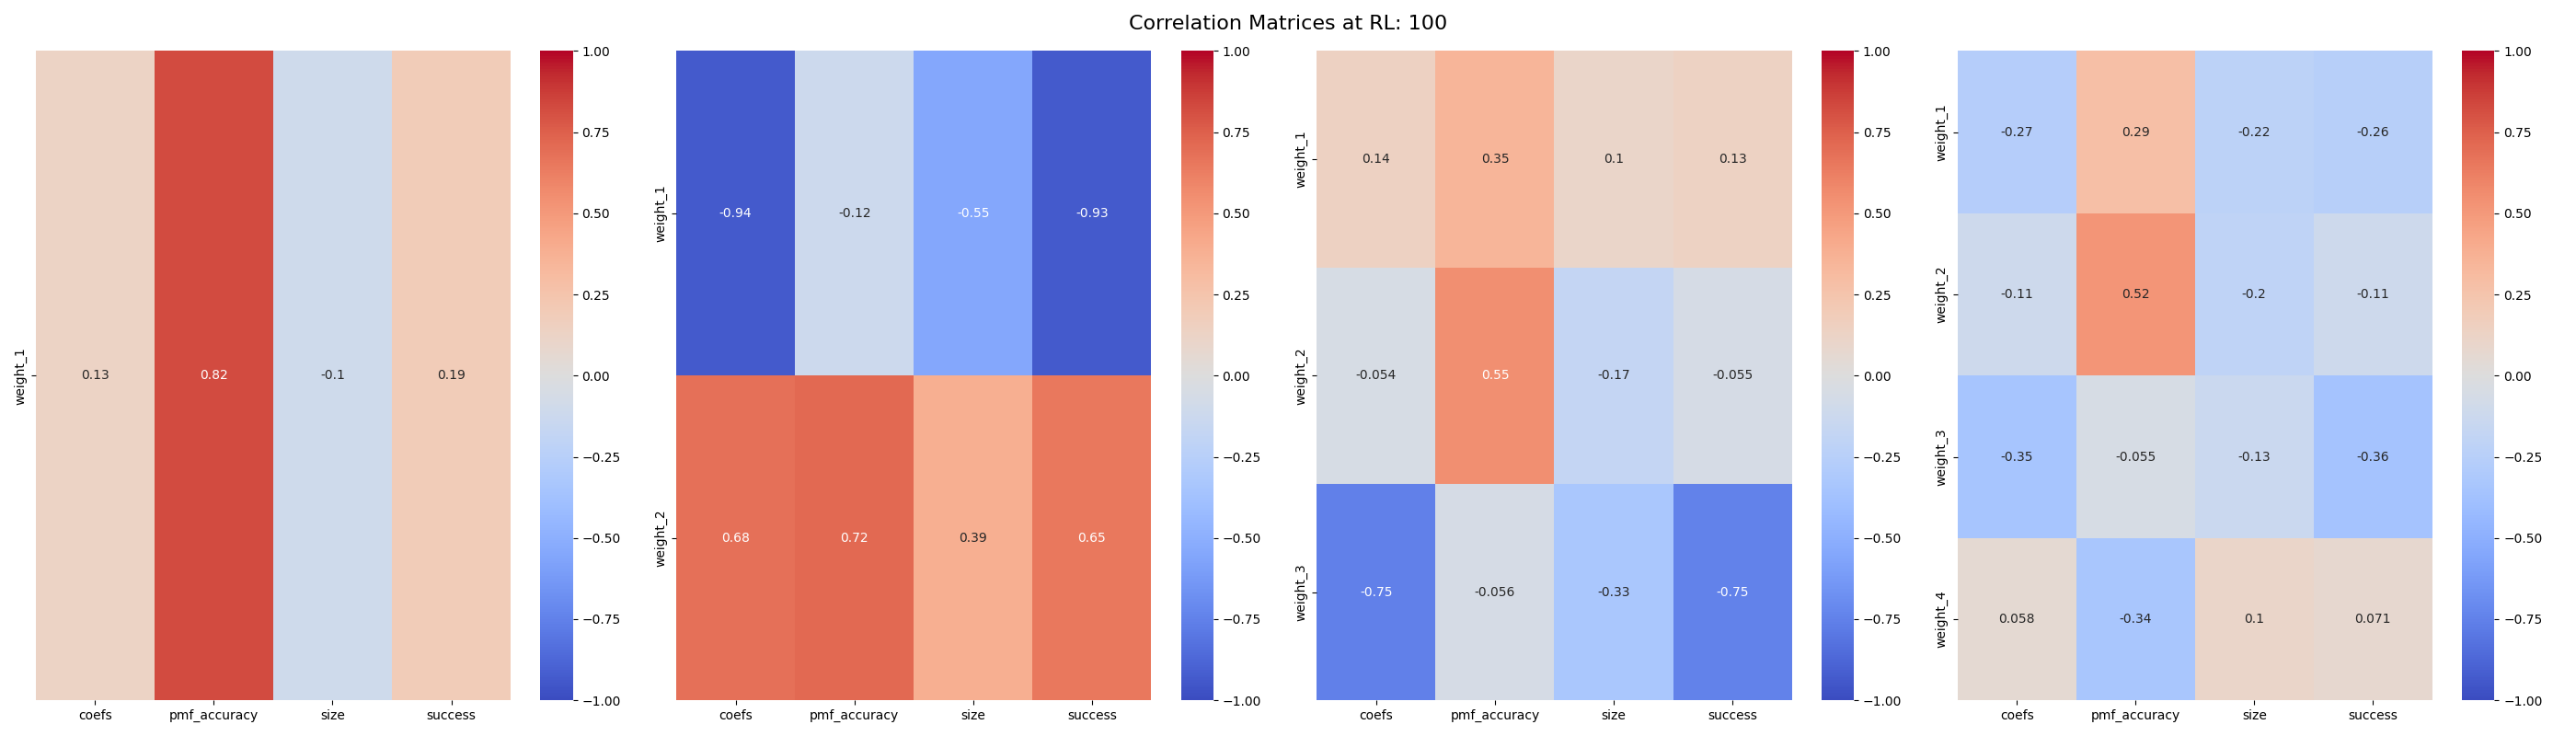 Correlation Matrices at RL: 100
weight_1
0.13 0.82 -0.1 0.19
coefs pmf_accuracy size success
1.00
0.75
0.50
0.25
0.00
−0.25
−0.50
−0.75
−1.00
weight_1
-0.94 -0.12 -0.55 -0.93
weight_2
0.68 0.72 0.39 0.65
coefs pmf_accuracy size success
1.00
0.75
0.50
0.25
0.00
−0.25
−0.50
−0.75
−1.00
weight_1
0.14 0.35 0.1 0.13
weight_2
-0.054 0.55 -0.17 -0.055
weight_3
-0.75 -0.056 -0.33 -0.75
coefs pmf_accuracy size success
1.00
0.75
0.50
0.25
0.00
−0.25
−0.50
−0.75
−1.00
weight_1
-0.27 0.29 -0.22 -0.26
weight_2
-0.11 0.52 -0.2 -0.11
weight_3
-0.35 -0.055 -0.13 -0.36
weight_4
0.058 -0.34 0.1 0.071
coefs pmf_accuracy size success
1.00
0.75
0.50
0.25
0.00
−0.25
−0.50
−0.75
−1.00